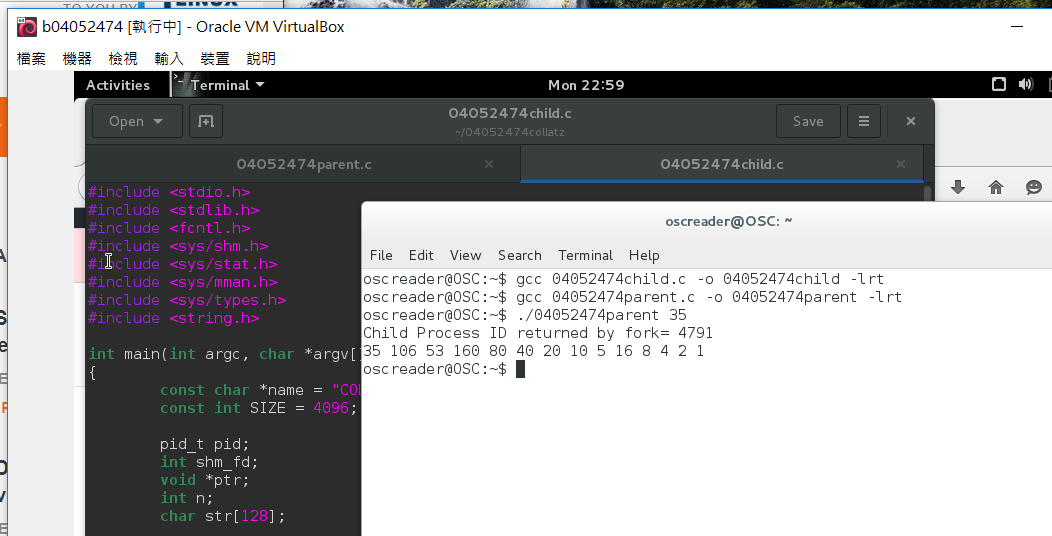 TO YOU BY
b04052474 [執行中] - Oracle VM VirtualBox
檔案 機器 檢視 輸入 裝置 說明
Activities Terminal Mon 22:59
Open 04052474child.c Save
~/04052474collatz
04052474parent.c 04052474child.c
#include <stdio.h>
#include <stdlib.h>
#include <fcntl.h>
#include <sys/shm.h>
#include <sys/stat.h>
#include <sys/mman.h>
#include <sys/types.h>
#include <string.h>
int main(int argc, char *argv[]
{
const char *name = "COL
const int SIZE = 4096;
pid_t pid;
int shm_fd;
void *ptr;
int n;
char str[128];
oscreader@OSC: ~
File Edit View Search Terminal Help
oscreader@OSC:~$ gcc 04052474child.c -o 04052474child -lrt
oscreader@OSC:~$ gcc 04052474parent.c -o 04052474parent -lrt
oscreader@OSC:~$ ./04052474parent 35
Child Process ID returned by fork= 4791
35 106 53 160 80 40 20 10 5 16 8 4 2 1
oscreader@OSC:~$